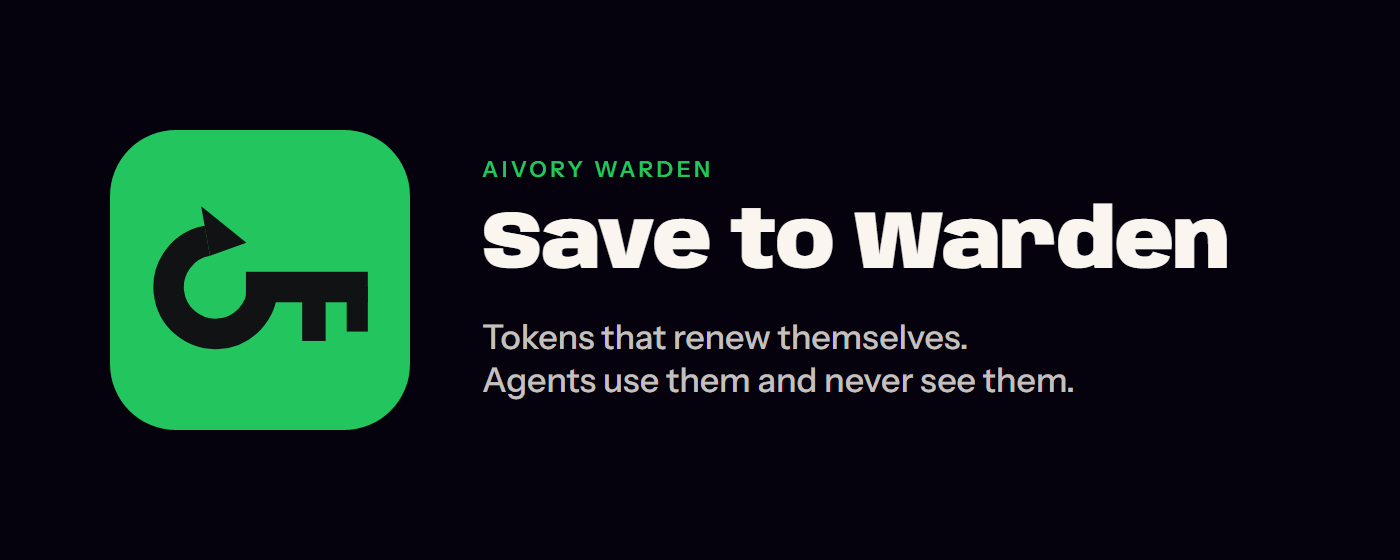 AIVORY WARDEN
Save to Warden
Tokens that renew themselves.
Agents use them and never see them.